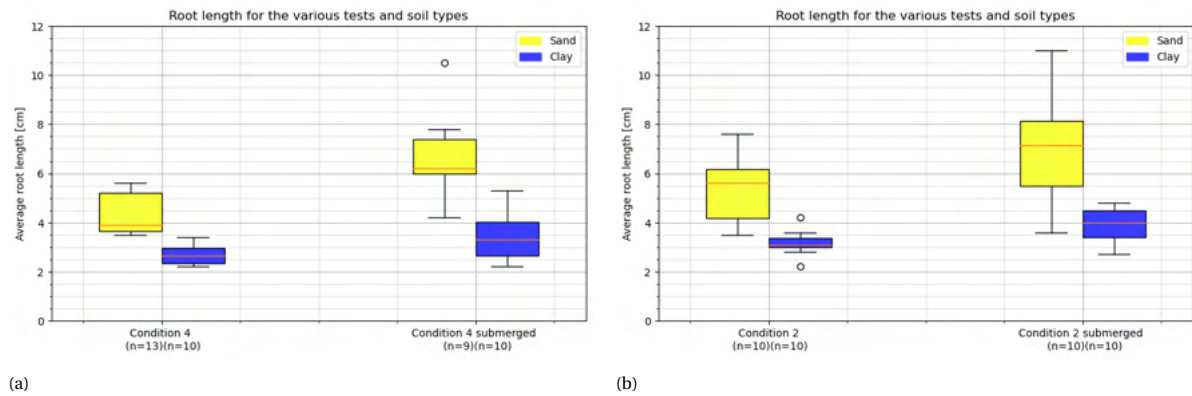 Root length for the various tests and soil types
12
10
8
6
4
2
0
Average root length [cm]
Sand
Clay
Condition 4
(n=13)(n=10)
Condition 4 submerged
(n=9)(n=10)
(a)
Root length for the various tests and soil types
12
10
8
6
4
2
0
Average root length [cm]
Sand
Clay
Condition 2
(n=10)(n=10)
Condition 2 submerged
(n=10)(n=10)
(b)